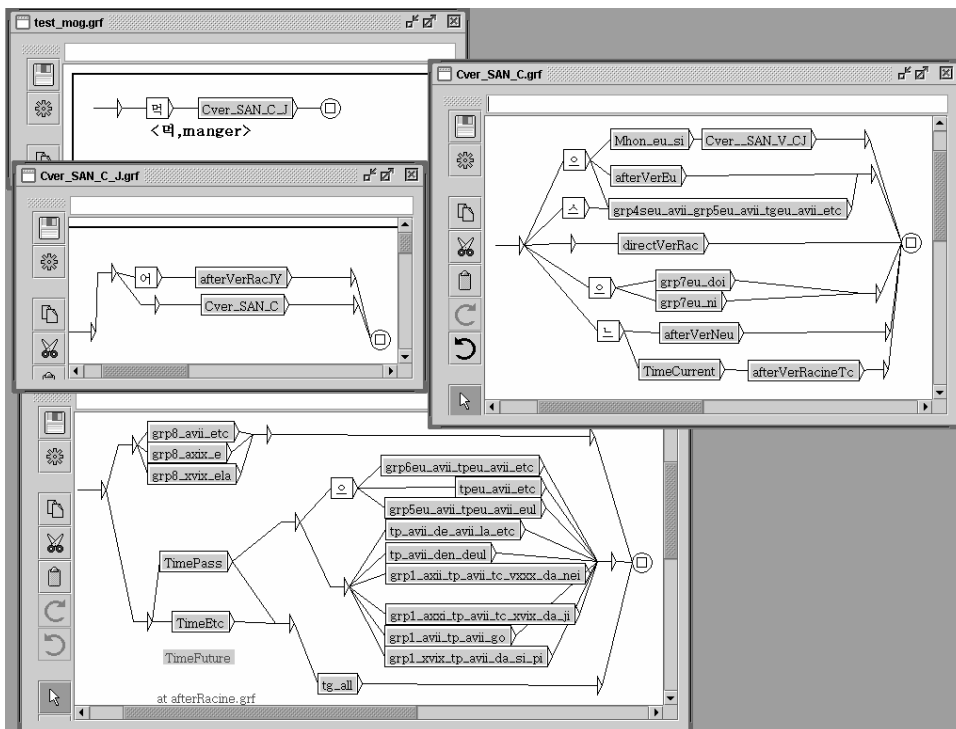 test_mog.grf
먹 Cver_SAN_C_J
<먹,manger>
Cver_SAN_C_J.grf
어 afterVerRacJY
Cver_SAN_C
Cver_SAN_C.grf
Mhon_eu_si Cver__SAN_V_CJ
으 afterVerEu
스 grp4seu_avii_grp5eu_avii_tgeu_avii_etc
directVerRac
으 grp7eu_doi
grp7eu_ni
느 afterVerNeu
TimeCurrent afterVerRacineTc
grp8_avii_etc
grp8_axix_e
grp8_xvix_ela
으 grp6eu_avii_tpeu_avii_etc
tpeu_avii_etc
grp5eu_avii_tpeu_avii_eul
tp_avii_de_avii_la_etc
TimePass tp_avii_den_deul
grp1_axii_tp_avii_tc_vxxx_da_nei
grp1_axxi_tp_avii_tc_xvix_da_ji
TimeEtc grp1_avii_tp_avii_go
TimeFuture grp1_xvix_tp_avii_da_si_pi
tg_all
at afterRacine.grf